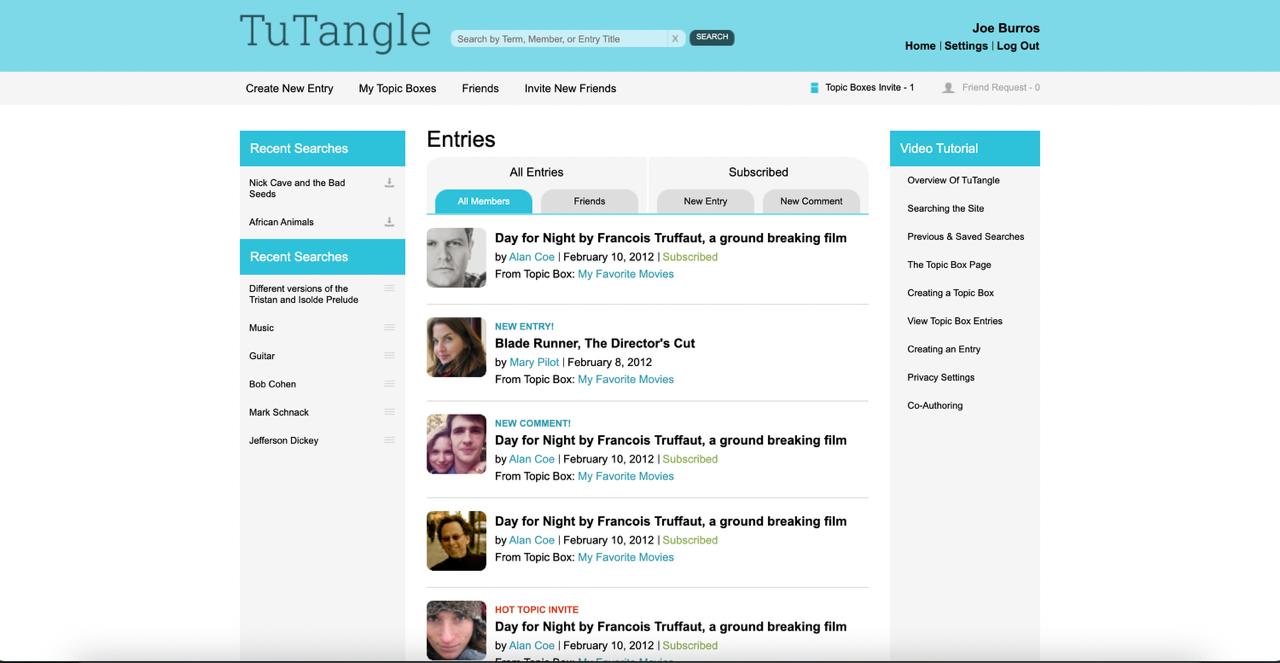 TuTangle
Search by Term, Member, or Entry Title
X
SEARCH
Joe Burros
Home | Settings | Log Out
Create New Entry
My Topic Boxes
Friends
Invite New Friends
Topic Boxes Invite - 1
Friend Request - 0
Recent Searches
Nick Cave and the Bad
Seeds
African Animals
Recent Searches
Different versions of the
Tristan and Isolde Prelude
Music
Guitar
Bob Cohen
Mark Schnack
Jefferson Dickey
Entries
All Entries
Subscribed
All Members
Friends
New Entry
New Comment
Day for Night by Francois Truffaut, a ground breaking film
by Alan Coe | February 10, 2012 | Subscribed
From Topic Box: My Favorite Movies
NEW ENTRY!
Blade Runner, The Director's Cut
by Mary Pilot | February 8, 2012
From Topic Box: My Favorite Movies
NEW COMMENT!
Day for Night by Francois Truffaut, a ground breaking film
by Alan Coe | February 10, 2012 | Subscribed
From Topic Box: My Favorite Movies
Day for Night by Francois Truffaut, a ground breaking film
by Alan Coe | February 10, 2012 | Subscribed
From Topic Box: My Favorite Movies
HOT TOPIC INVITE
Day for Night by Francois Truffaut, a ground breaking film
by Alan Coe | February 10, 2012 | Subscribed
Video Tutorial
Overview Of TuTangle
Searching the Site
Previous & Saved Searches
The Topic Box Page
Creating a Topic Box
View Topic Box Entries
Creating an Entry
Privacy Settings
Co-Authoring